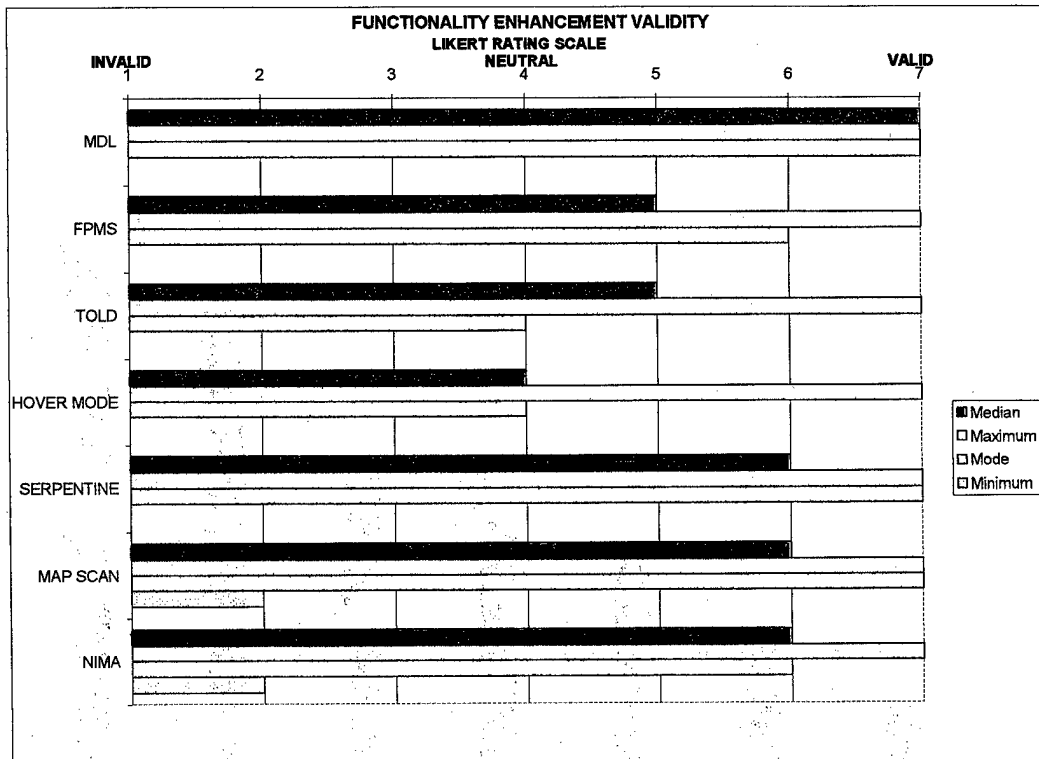 FUNCTIONALITY ENHANCEMENT VALIDITY
LIKERT RATING SCALE
INVALID NEUTRAL VALID
1 2 3 4 5 6 7
MDL
FPMS
TOLD
HOVER MODE
SERPENTINE
MAP SCAN
NIMA
Median
Maximum
Mode
Minimum